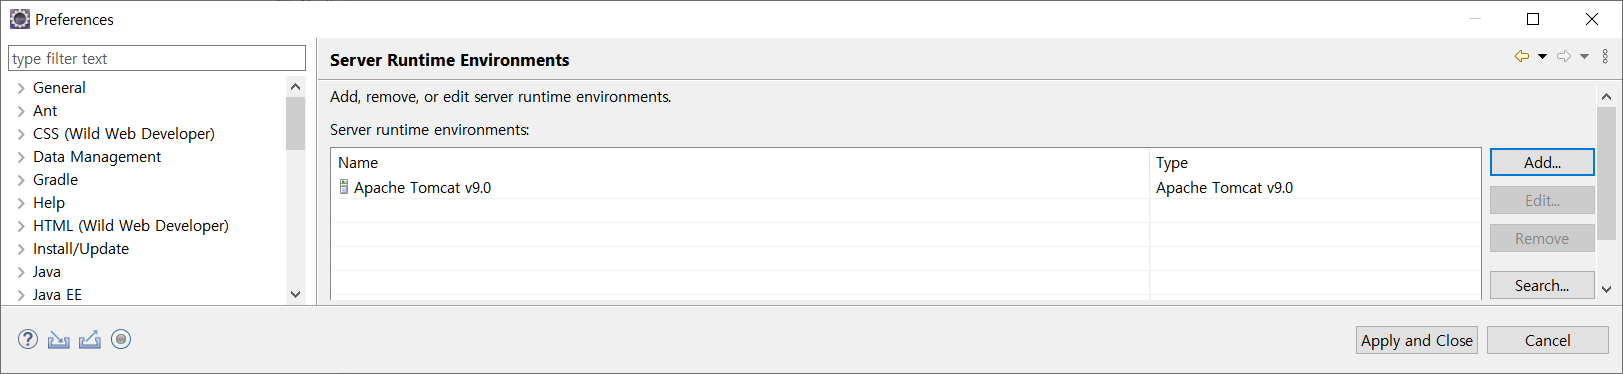 Preferences
type filter text
General
Ant
CSS (Wild Web Developer)
Data Management
Gradle
Help
HTML (Wild Web Developer)
Install/Update
Java
Java EE
Server Runtime Environments
Add, remove, or edit server runtime environments.
Server runtime environments:
Name Type
Apache Tomcat v9.0 Apache Tomcat v9.0
Add...
Edit...
Remove
Search...
?
Apply and Close Cancel